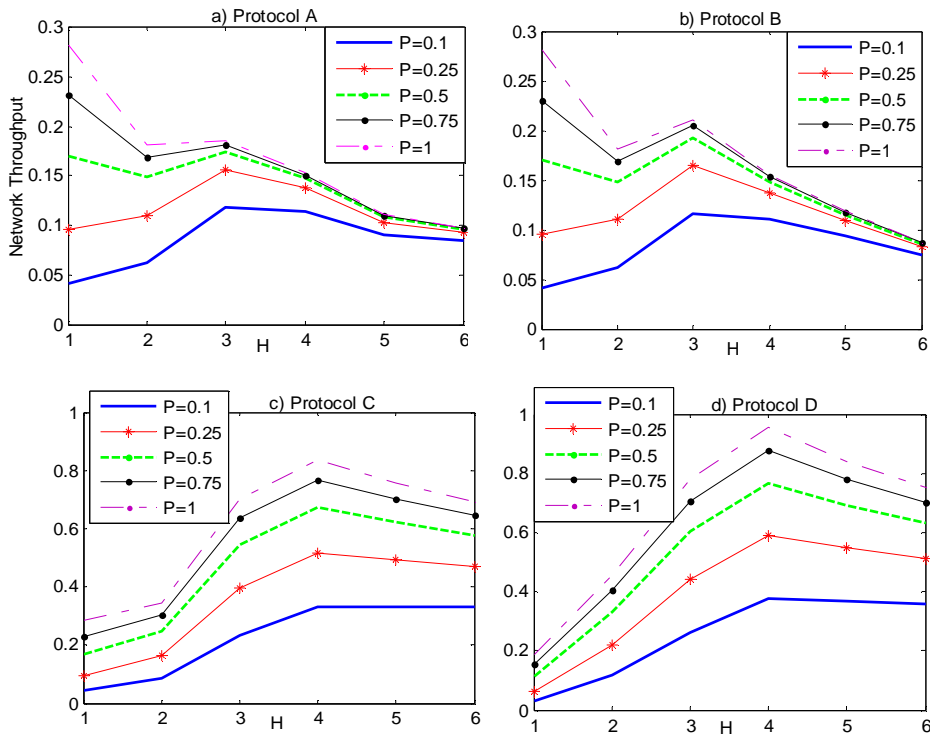 a) Protocol A
Network Throughput
0.3
0.25
0.2
0.15
0.1
0.05
0
1 2 3 4 5 6
H
P=0.1
P=0.25
P=0.5
P=0.75
P=1
b) Protocol B
0.3
0.25
0.2
0.15
0.1
0.05
0
1 2 3 4 5 6
H
P=0.1
P=0.25
P=0.5
P=0.75
P=1
c) Protocol C
1
0.8
0.6
0.4
0.2
0
1 2 3 4 5 6
H
P=0.1
P=0.25
P=0.5
P=0.75
P=1
d) Protocol D
1
0.8
0.6
0.4
0.2
0
1 2 3 4 5 6
H
P=0.1
P=0.25
P=0.5
P=0.75
P=1